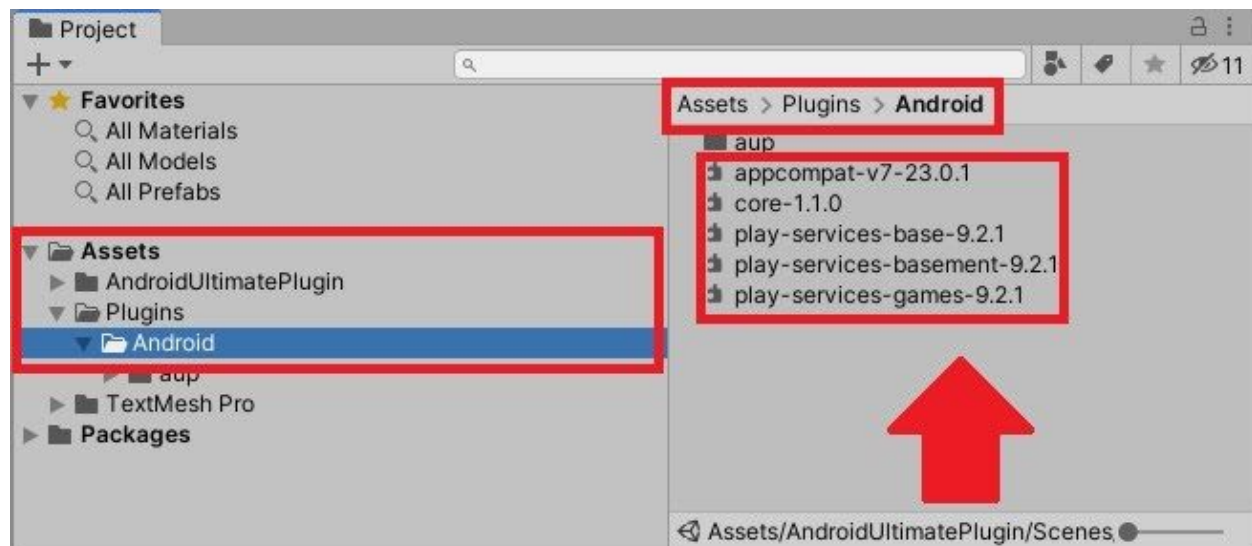 Project
11
Favorites
All Materials
All Models
All Prefabs
Assets
AndroidUltimatePlugin
Plugins
Android
aup
TextMesh Pro
Packages
Assets > Plugins > Android
aup
appcompat-v7-23.0.1
core-1.1.0
play-services-base-9.2.1
play-services-basement-9.2.1
play-services-games-9.2.1
Assets/AndroidUltimatePlugin/Scenes